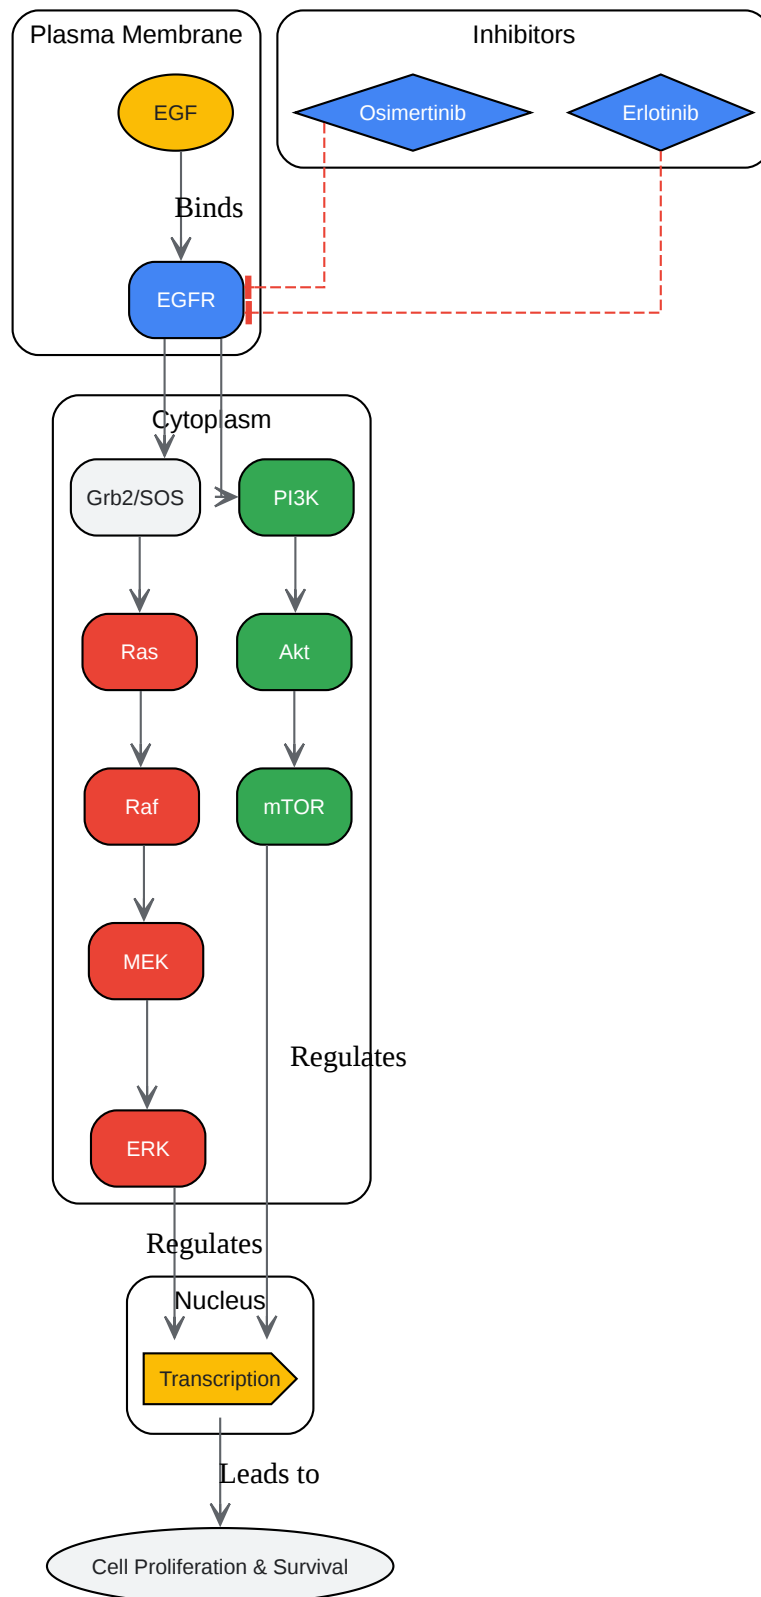 Plasma Membrane
Inhibitors
EGF
Osimertinib
Erlotinib
Binds
EGFR
Cytoplasm
Grb2/SOS
PI3K
Ras
Akt
Raf
mTOR
MEK
Regulates
ERK
Regulates
Nucleus
Transcription
Leads to
Cell Proliferation & Survival